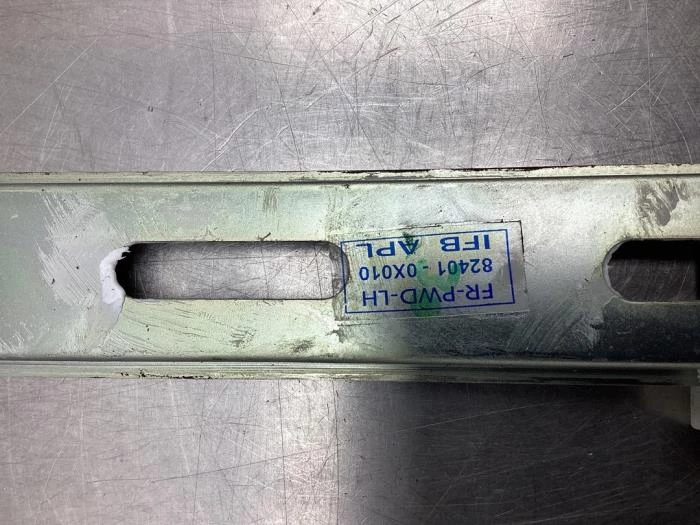 FR-PWD-LH
82401 - 0X010
IFB APL